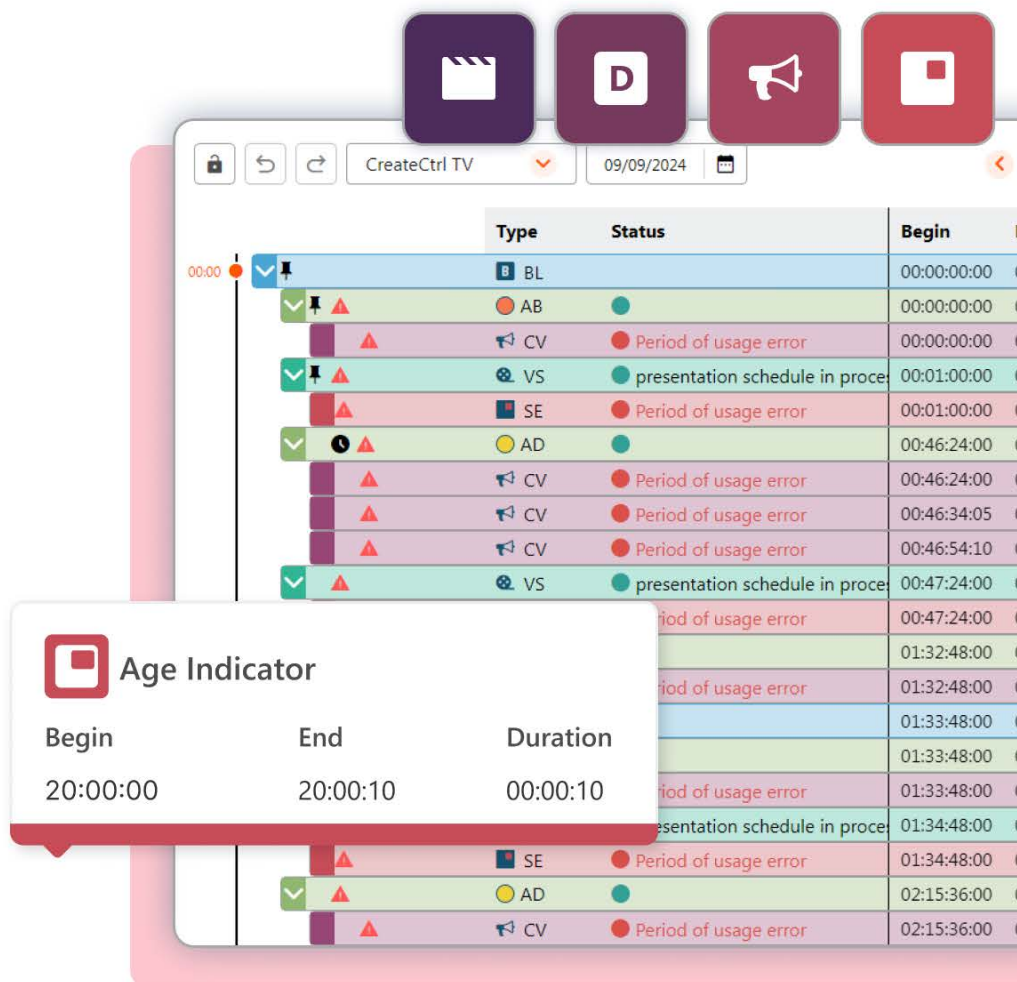 D
CreateCtrl TV 09/09/2024
Type Status Begin
00:00 B BL 00:00:00:00
AB 00:00:00:00
CV Period of usage error 00:00:00:00
VS presentation schedule in proces 00:01:00:00
SE Period of usage error 00:01:00:00
AD 00:46:24:00
CV Period of usage error 00:46:24:00
CV Period of usage error 00:46:34:05
CV Period of usage error 00:46:54:10
VS presentation schedule in proces 00:47:24:00
riod of usage error 00:47:24:00
01:32:48:00
riod of usage error 01:32:48:00
01:33:48:00
01:33:48:00
riod of usage error 01:33:48:00
esentation schedule in proces 01:34:48:00
SE Period of usage error 01:34:48:00
AD 02:15:36:00
CV Period of usage error 02:15:36:00
Age Indicator
Begin End Duration
20:00:00 20:00:10 00:00:10